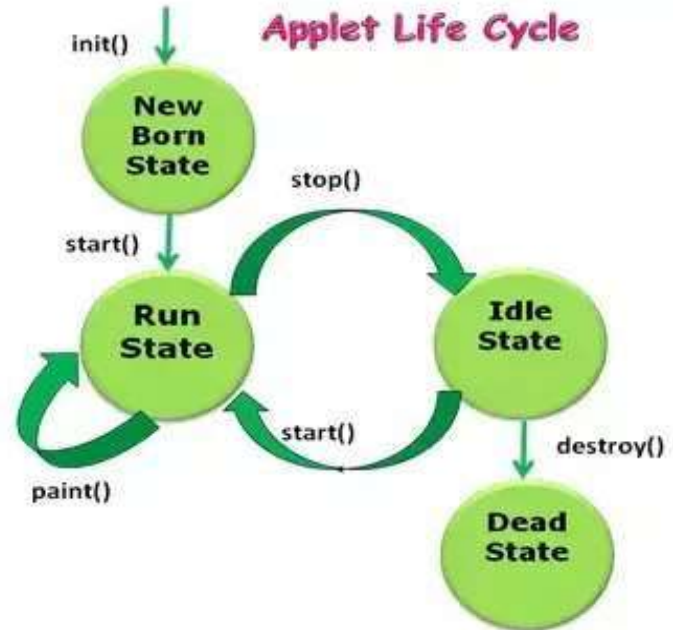 Applet Life Cycle
init()
New
Born
State
stop()
start()
Run
State
Idle
State
start()
paint()
destroy()
Dead
State